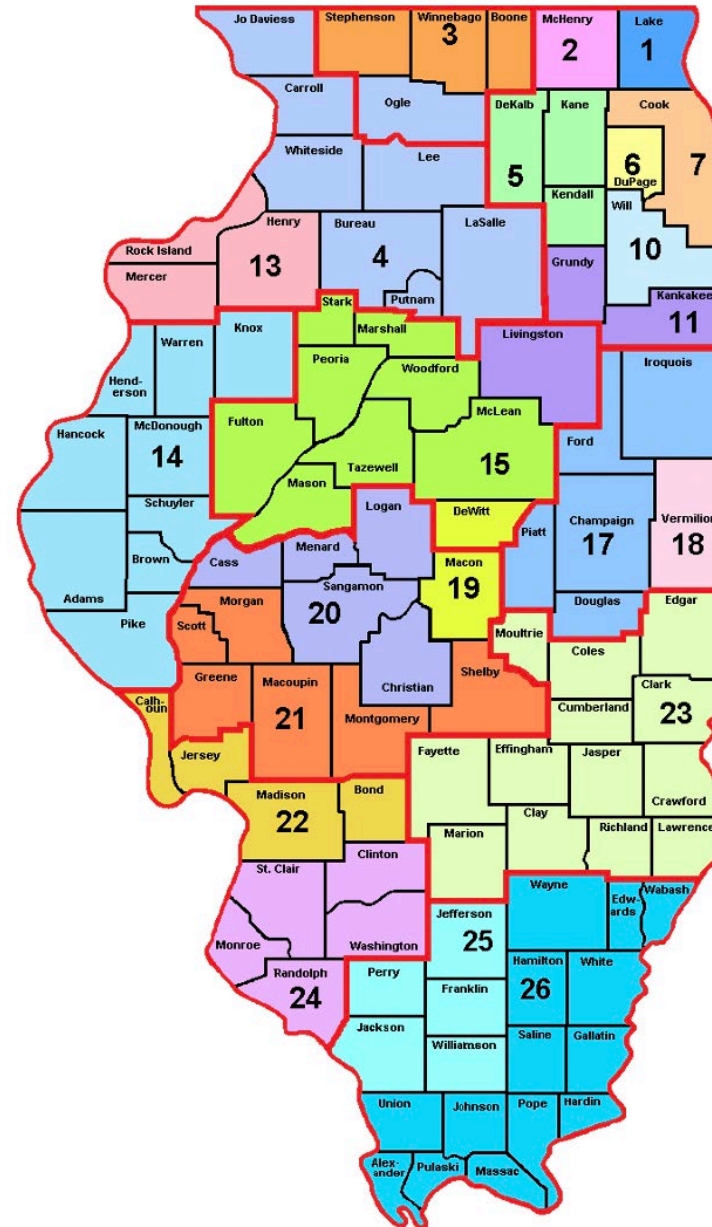 Jo Daviess
Stephenson
Winnebago
3
Boone
McHenry
2
Lake
1
Carroll
Ogle
DeKalb
5
Kane
Cook
7
6
DuPage
Whiteside
Lee
Kendall
Will
10
Rock Island
Henry
13
Mercer
Bureau
4
Putnam
LaSalle
Grundy
Kankakee
11
Stark
Marshall
Knox
Warren
Hend-
erson
Peoria
Woodford
Livingston
Iroquois
Hancock
McDonough
14
Fulton
Tazewell
Mason
McLean
15
Ford
Schuyler
Brown
Adams
Pike
Logan
DeWitt
Piatt
Champaign
17
Vermilion
18
Cass
Menard
Sangamon
20
Macon
19
Douglas
Edgar
Morgan
Scott
Christian
Moultrie
Coles
Shelby
Greene
Macoupin
21
Montgomery
Cumberland
Clark
23
Calh-
oun
Jersey
Fayette
Effingham
Jasper
Crawford
Madison
22
Bond
Marion
Clay
Richland
Lawrence
St. Clair
Clinton
Monroe
Washington
Randolph
24
Wayne
Edw-
ards
Wabash
Jefferson
25
Hamilton
26
White
Perry
Franklin
Jackson
Williamson
Saline
Gallatin
Union
Johnson
Pope
Hardin
Alex-
ander
Pulaski
Massac